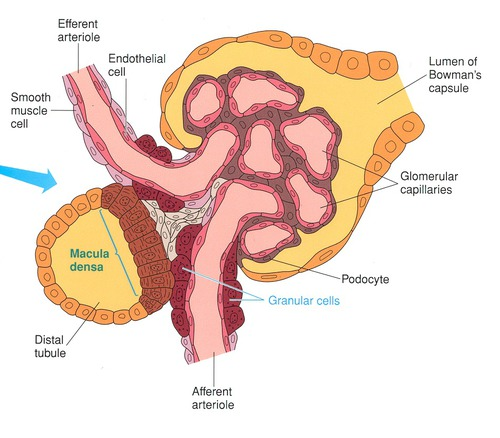 Efferent
arteriole
Endothelial
cell
Smooth
muscle
cell
Lumen of
Bowman's
capsule
Glomerular
capillaries
Macula
densa
Podocyte
Granular cells
Distal
tubule
Afferent
arteriole